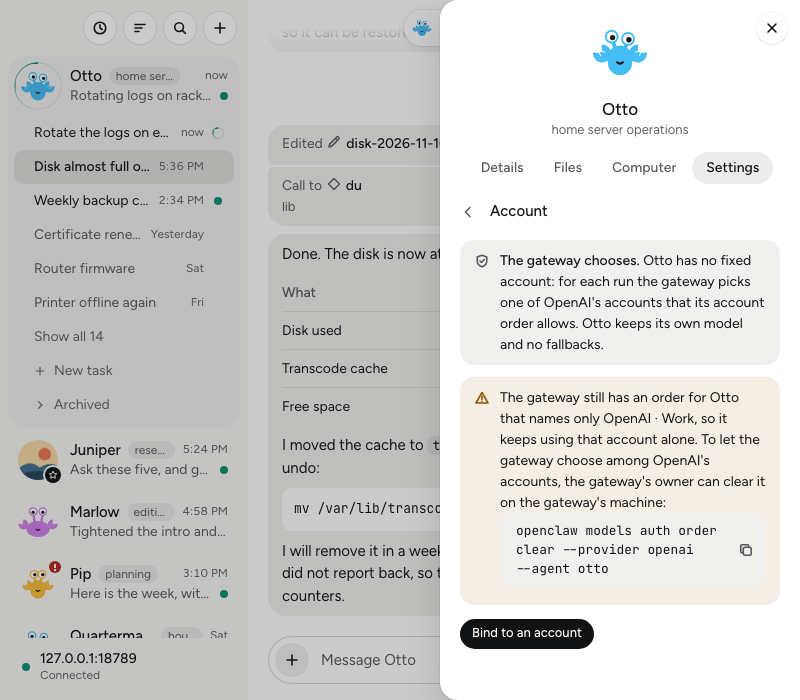 Otto home ser... now
Rotating logs on rack...
Rotate the logs on e... now
Disk almost full o... 5:36 PM
Weekly backup c... 2:34 PM
Certificate rene... Yesterday
Router firmware Sat
Printer offline again Fri
Show all 14
New task
Archived
Juniper rese... 5:24 PM
Ask these five, and g...
Marlow editi... 4:58 PM
Tightened the intro and...
Pip planning 3:10 PM
Here is the week, wit...
Quarterma hou... Sat
127.0.0.1:18789
Connected
so it can be restor
Edited disk-2026-11-1
Call to du
lib
Done. The disk is now at
What
Disk used
Transcode cache
Free space
I moved the cache to
undo:
mv /var/lib/transco
I will remove it in a week
did not report back, so t
counters.
Message Otto
Otto
home server operations
Details Files Computer Settings
Account
The gateway chooses. Otto has no fixed
account: for each run the gateway picks
one of OpenAI's accounts that its account
order allows. Otto keeps its own model
and no fallbacks.
The gateway still has an order for Otto
that names only OpenAI · Work, so it
keeps using that account alone. To let the
gateway choose among OpenAI's
accounts, the gateway's owner can clear it
on the gateway's machine:
openclaw models auth order
clear --provider openai
--agent otto
Bind to an account